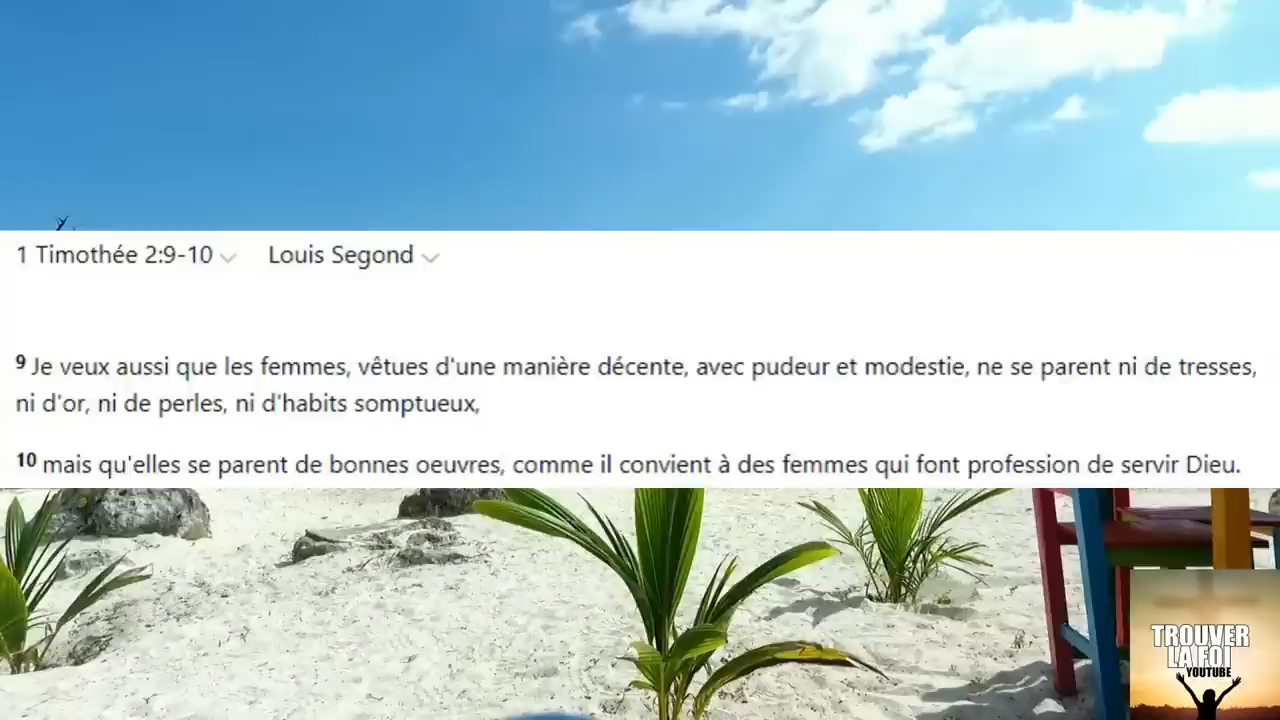 1 Timothée 2:9-10 Louis Segond
9 Je veux aussi que les femmes, vêtues d'une manière décente, avec pudeur et modestie, ne se parent ni de tresses,
ni d'or, ni de perles, ni d'habits somptueux,
10 mais qu'elles se parent de bonnes oeuvres, comme il convient à des femmes qui font profession de servir Dieu.
TROUVER
LA FOI
YOUTUBE